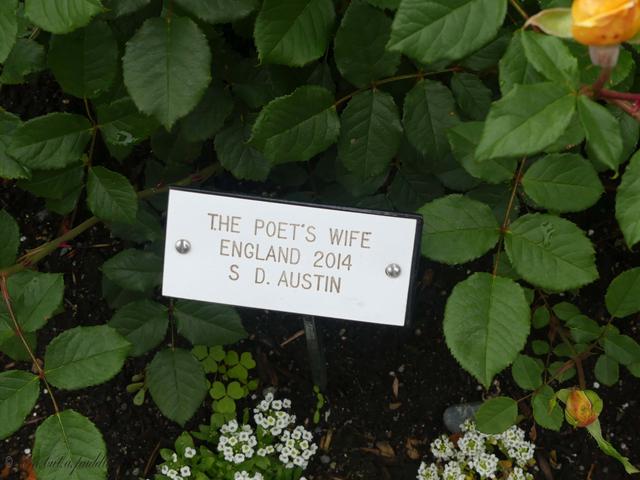 THE POET'S WIFE
ENGLAND 2014
S D. AUSTIN